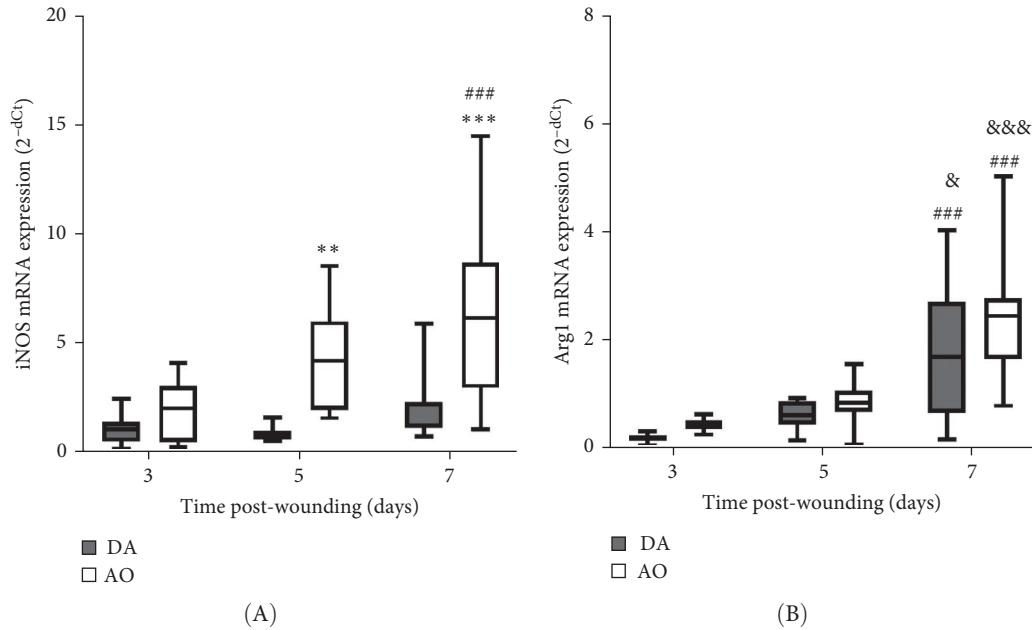 20
15
10
5
0
iNOS mRNA expression (2⁻ᵈᶜᵗ)
###
***
**
3 5 7
Time post-wounding (days)
DA
AO
(A)
8
6
4
2
0
Arg1 mRNA expression (2⁻ᵈᶜᵗ)
&&&
###
&
###
3 5 7
Time post-wounding (days)
DA
AO
(B)